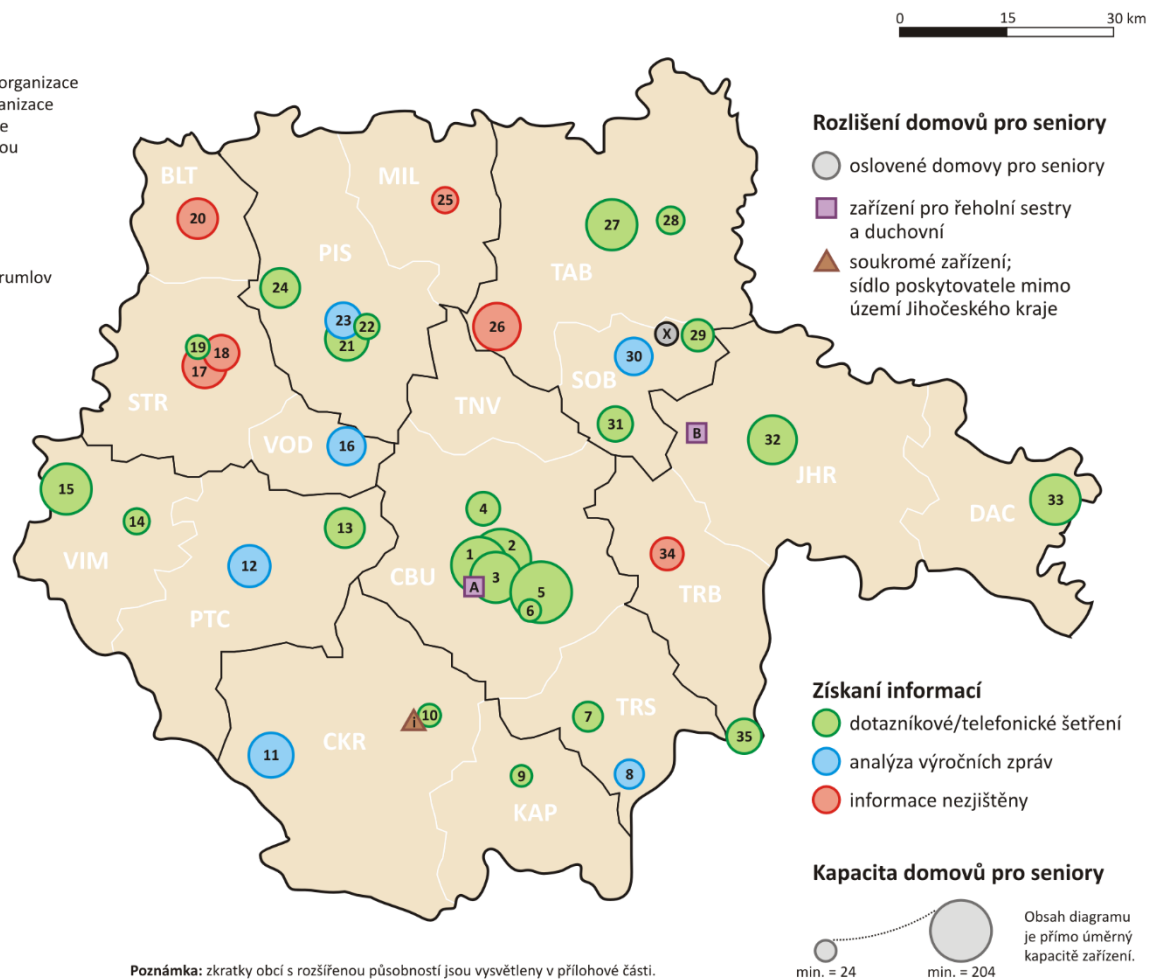 0 15 30 km
organizace
anizace
e
ou
rumlov
Rozlišení domovů pro seniory
oslovené domovy pro seniory
zařízení pro řeholní sestry
a duchovní
soukromé zařízení;
sídlo poskytovatele mimo
území Jihočeského kraje
BLT
MIL
20
25
27
28
PIS
TAB
24
23
22
21
26
X
29
30
19
18
17
SOB
STR
TNV
31
B
32
VOD
16
JHR
15
14
13
4
DAC
33
VIM
12
1
2
3
CBU
A
5
6
34
TRB
PTC
10
i
7
TRS
35
CKR
11
9
8
KAP
Získaní informací
dotazníkové/telefonické šetření
analýza výročních zpráv
informace nezjištěny
Kapacita domovů pro seniory
Obsah diagramu
je přímo úměrný
kapacitě zařízení.
min. = 24 min. = 204
Poznámka: zkratky obcí s rozšířenou působností jsou vysvětleny v přílohové části.